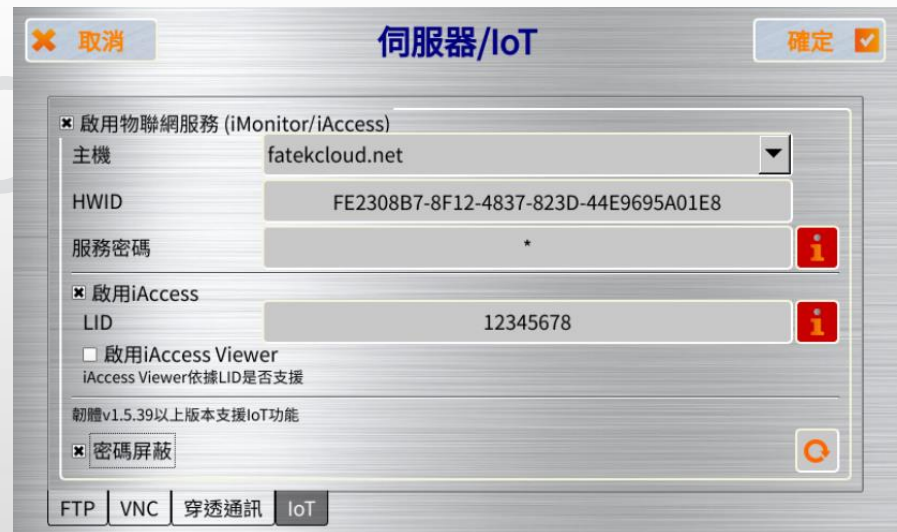 取消
伺服器/IoT
確定
啟用物聯網服務 (iMonitor/iAccess)
主機 fatekcloud.net
HWID FE2308B7-8F12-4837-823D-44E9695A01E8
服務密碼 *
啟用iAccess
LID 12345678
啟用iAccess Viewer
iAccess Viewer依據LID是否支援
韌體v1.5.39以上版本支援IoT功能
密碼屏蔽
FTP VNC 穿透通訊 IoT